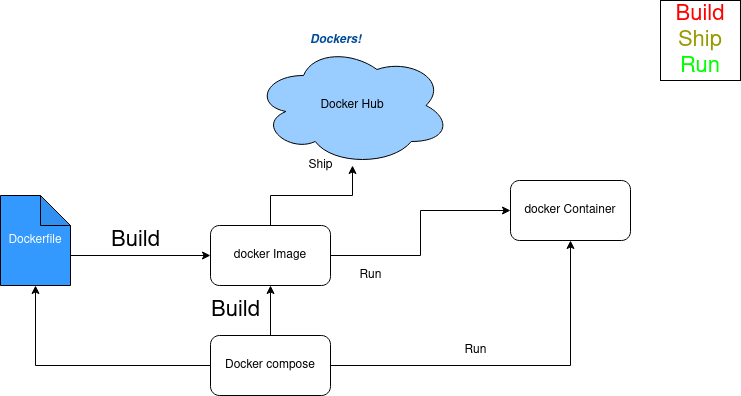 Build
Ship
Run
Dockers!
Docker Hub
Ship
docker Container
Dockerfile
Build
docker Image
Run
Build
Run
Docker compose